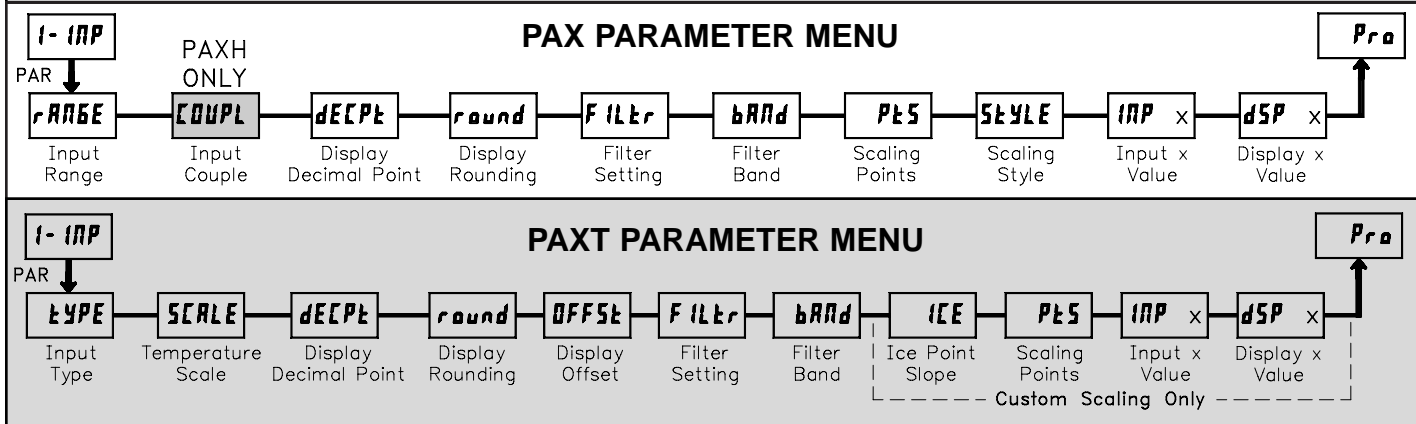 PAX PARAMETER MENU
1-INP
Pro
PAR
PAXH
ONLY
rANGE
COUPL
dECPt
round
FILtr
bANd
PtS
StYLE
INP x
dSP x
Input
Range
Input
Couple
Display
Decimal Point
Display
Rounding
Filter
Setting
Filter
Band
Scaling
Points
Scaling
Style
Input x
Value
Display x
Value
PAXT PARAMETER MENU
1-INP
Pro
PAR
tYPE
SCALE
dECPt
round
OFFSt
FILtr
bANd
ICE
PtS
INP x
dSP x
Input
Type
Temperature
Scale
Display
Decimal Point
Display
Rounding
Display
Offset
Filter
Setting
Filter
Band
Ice Point
Slope
Scaling
Points
Input x
Value
Display x
Value
Custom Scaling Only